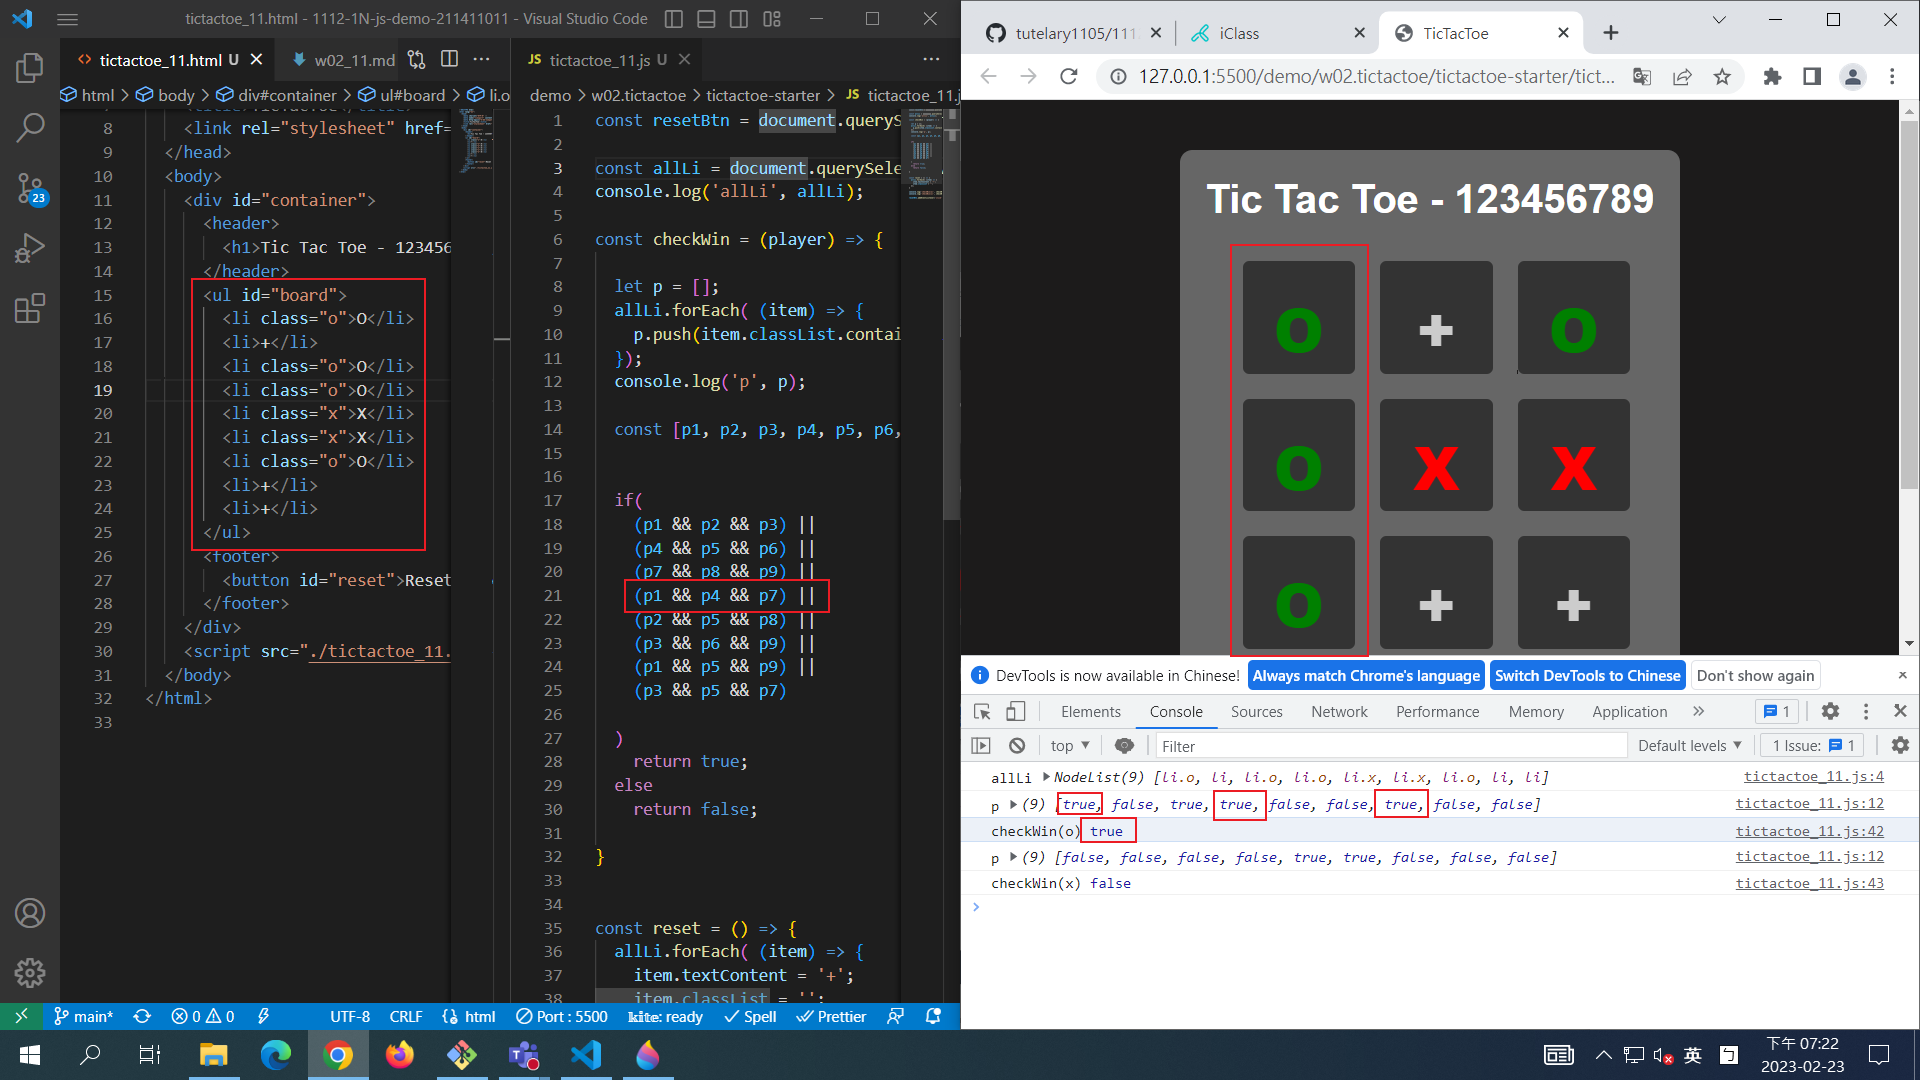 tictactoe_11.html - 1112-1N-js-demo-211411011 - Visual Studio Code
tictactoe_11.html U
w02_11.md
html > body > div#container > ul#board > li.o
8 <link rel="stylesheet" href=
9 </head>
10 <body>
11 <div id="container">
12 <header>
13 <h1>Tic Tac Toe - 123456
14 </header>
15 <ul id="board">
16 <li class="o">O</li>
17 <li>+</li>
18 <li class="o">O</li>
19 <li class="o">O</li>
20 <li class="x">X</li>
21 <li class="x">X</li>
22 <li class="o">O</li>
23 <li>+</li>
24 <li>+</li>
25 </ul>
26 <footer>
27 <button id="reset">Reset
28 </footer>
29 </div>
30 <script src="./tictactoe_11.
31 </body>
32 </html>
33
JS tictactoe_11.js U
demo > w02.tictactoe > tictactoe-starter > JS tictactoe_11.j
1 const resetBtn = document.queryS
2
3 const allLi = document.querySele
4 console.log('allLi', allLi);
5
6 const checkWin = (player) => {
7
8 let p = [];
9 allLi.forEach( (item) => {
10 p.push(item.classList.contai
11 });
12 console.log('p', p);
13
14 const [p1, p2, p3, p4, p5, p6,
15
16
17 if(
18 (p1 && p2 && p3) ||
19 (p4 && p5 && p6) ||
20 (p7 && p8 && p9) ||
21 (p1 && p4 && p7) ||
22 (p2 && p5 && p8) ||
23 (p3 && p6 && p9) ||
24 (p1 && p5 && p9) ||
25 (p3 && p5 && p7)
26
27 )
28 return true;
29 else
30 return false;
31
32 }
33
34
35 const reset = () => {
36 allLi.forEach( (item) => {
37 item.textContent = '+';
38 item.classList = '';
23
main* 0 0 UTF-8 CRLF html Port : 5500 kite: ready Spell Prettier
tutelary1105/111
iClass
TicTacToe
127.0.0.1:5500/demo/w02.tictactoe/tictactoe-starter/tict...
Tic Tac Toe - 123456789
O + O
O X X
O + +
DevTools is now available in Chinese! Always match Chrome's language Switch DevTools to Chinese Don't show again
Elements Console Sources Network Performance Memory Application 1
top Filter Default levels 1 Issue: 1
allLi NodeList(9) [li.o, li, li.o, li.o, li.x, li.x, li.o, li, li] tictactoe_11.js:4
p (9) [true, false, true, true, false, false, true, false, false] tictactoe_11.js:12
checkWin(o) true tictactoe_11.js:42
p (9) [false, false, false, false, true, true, false, false, false] tictactoe_11.js:12
checkWin(x) false tictactoe_11.js:43
英
ㄅ
下午 07:22
2023-02-23